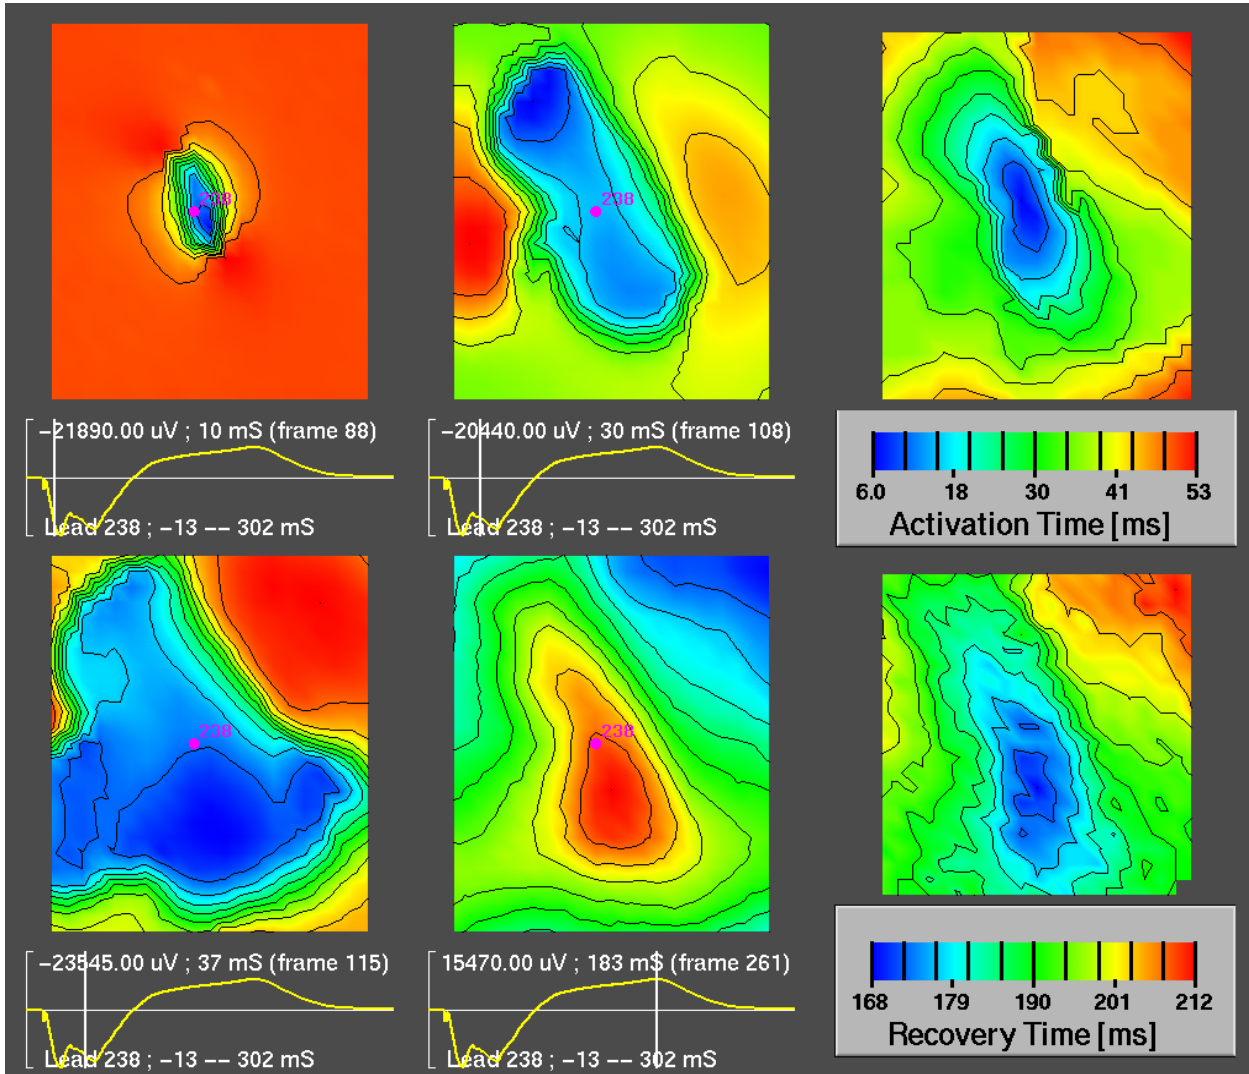 238
238
-21890.00 uV ; 10 mS (frame 88)
Lead 238 ; -13 -- 302 mS
-20440.00 uV ; 30 mS (frame 108)
Lead 238 ; -13 -- 302 mS
6.0 18 30 41 53
Activation Time [ms]
238
238
-23545.00 uV ; 37 mS (frame 115)
Lead 238 ; -13 -- 302 mS
15470.00 uV ; 183 mS (frame 261)
Lead 238 ; -13 -- 302 mS
168 179 190 201 212
Recovery Time [ms]